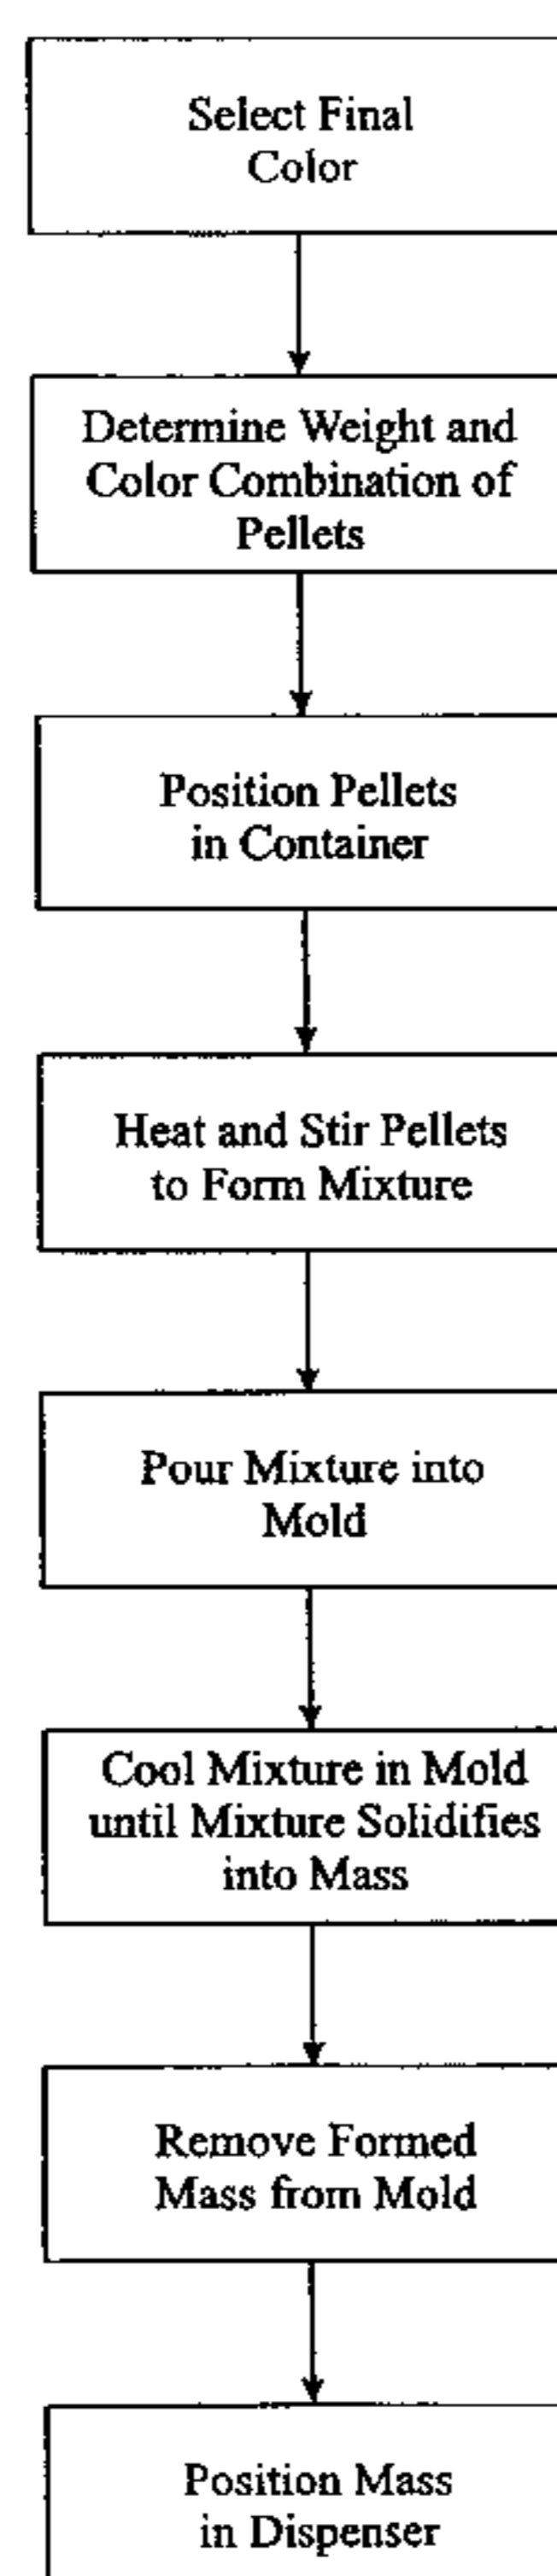 Select Final
Color
Determine Weight and
Color Combination of
Pellets
Position Pellets
in Container
Heat and Stir Pellets
to Form Mixture
Pour Mixture into
Mold
Cool Mixture in Mold
until Mixture Solidifies
into Mass
Remove Formed
Mass from Mold
Position Mass
in Dispenser